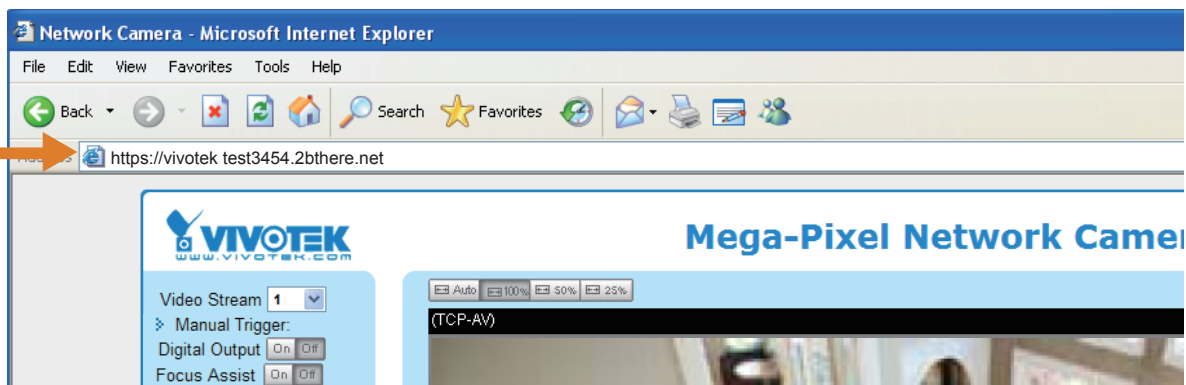 Network Camera - Microsoft Internet Explorer
File Edit View Favorites Tools Help
Back Search Favorites
https://vivotek test3454.2bthere.net
VIVOTEK
www.vivotek.com
Mega-Pixel Network Camer
Video Stream 1
Auto 100% 50% 25%
Manual Trigger:
(TCP-AV)
Digital Output On Off
Focus Assist On Off